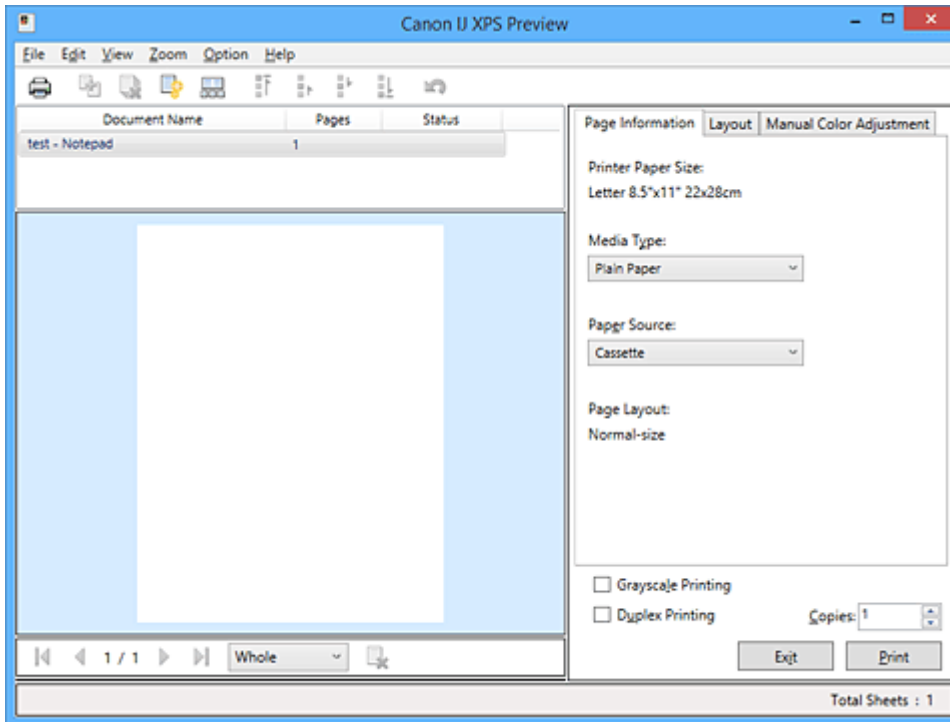 Canon IJ XPS Preview
File Edit View Zoom Option Help
Document Name Pages Status
test - Notepad 1
Page Information Layout Manual Color Adjustment
Printer Paper Size:
Letter 8.5"x11" 22x28cm
Media Type:
Plain Paper
Paper Source:
Cassette
Page Layout:
Normal-size
Grayscale Printing
Duplex Printing Copies: 1
1 / 1 Whole
Exit Print
Total Sheets : 1